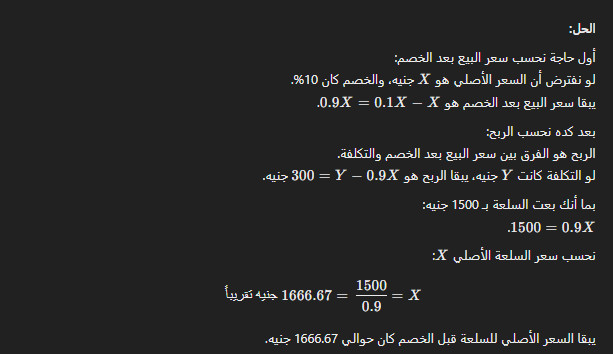 الحل:
أول حاجة نحسب سعر البيع بعد الخصم:
لو نفترض أن السعر الأصلي هو X جنيه، والخصم كان 10%.
يبقا سعر البيع بعد الخصم هو 0.9X = 0.1X − X.
بعد كده نحسب الربح:
الربح هو الفرق بين سعر البيع بعد الخصم والتكلفة.
لو التكلفة كانت Y جنيه، يبقا الربح هو 300 = Y − 0.9X جنيه.
بما أنك بعت السلعة بـ 1500 جنيه:
1500 = 0.9X.
نحسب سعر السلعة الأصلي X:
1666.67 جنيه تقريباً = 1500/0.9 = X
يبقا السعر الأصلي للسلعة قبل الخصم كان حوالي 1666.67 جنيه.